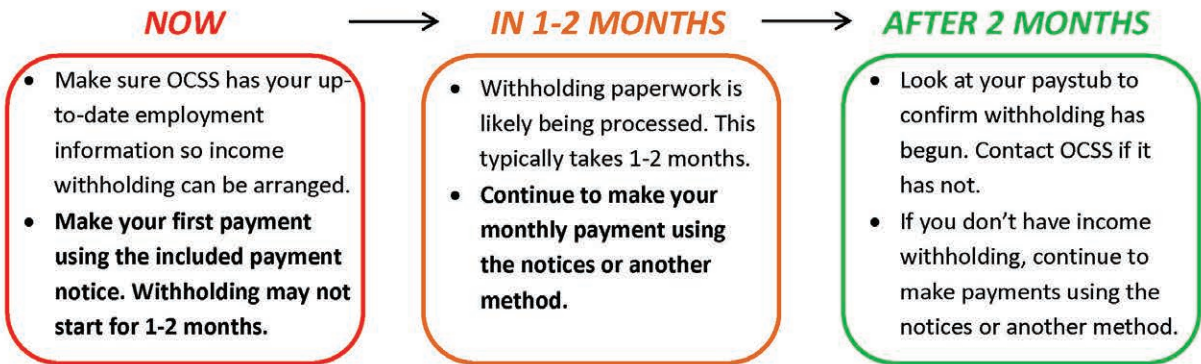 NOW
IN 1-2 MONTHS
AFTER 2 MONTHS
• Make sure OCSS has your up-
to-date employment
information so income
withholding can be arranged.
• Make your first payment
using the included payment
notice. Withholding may not
start for 1-2 months.
• Withholding paperwork is
likely being processed. This
typically takes 1-2 months.
• Continue to make your
monthly payment using
the notices or another
method.
• Look at your paystub to
confirm withholding has
begun. Contact OCSS if it
has not.
• If you don’t have income
withholding, continue to
make payments using the
notices or another method.